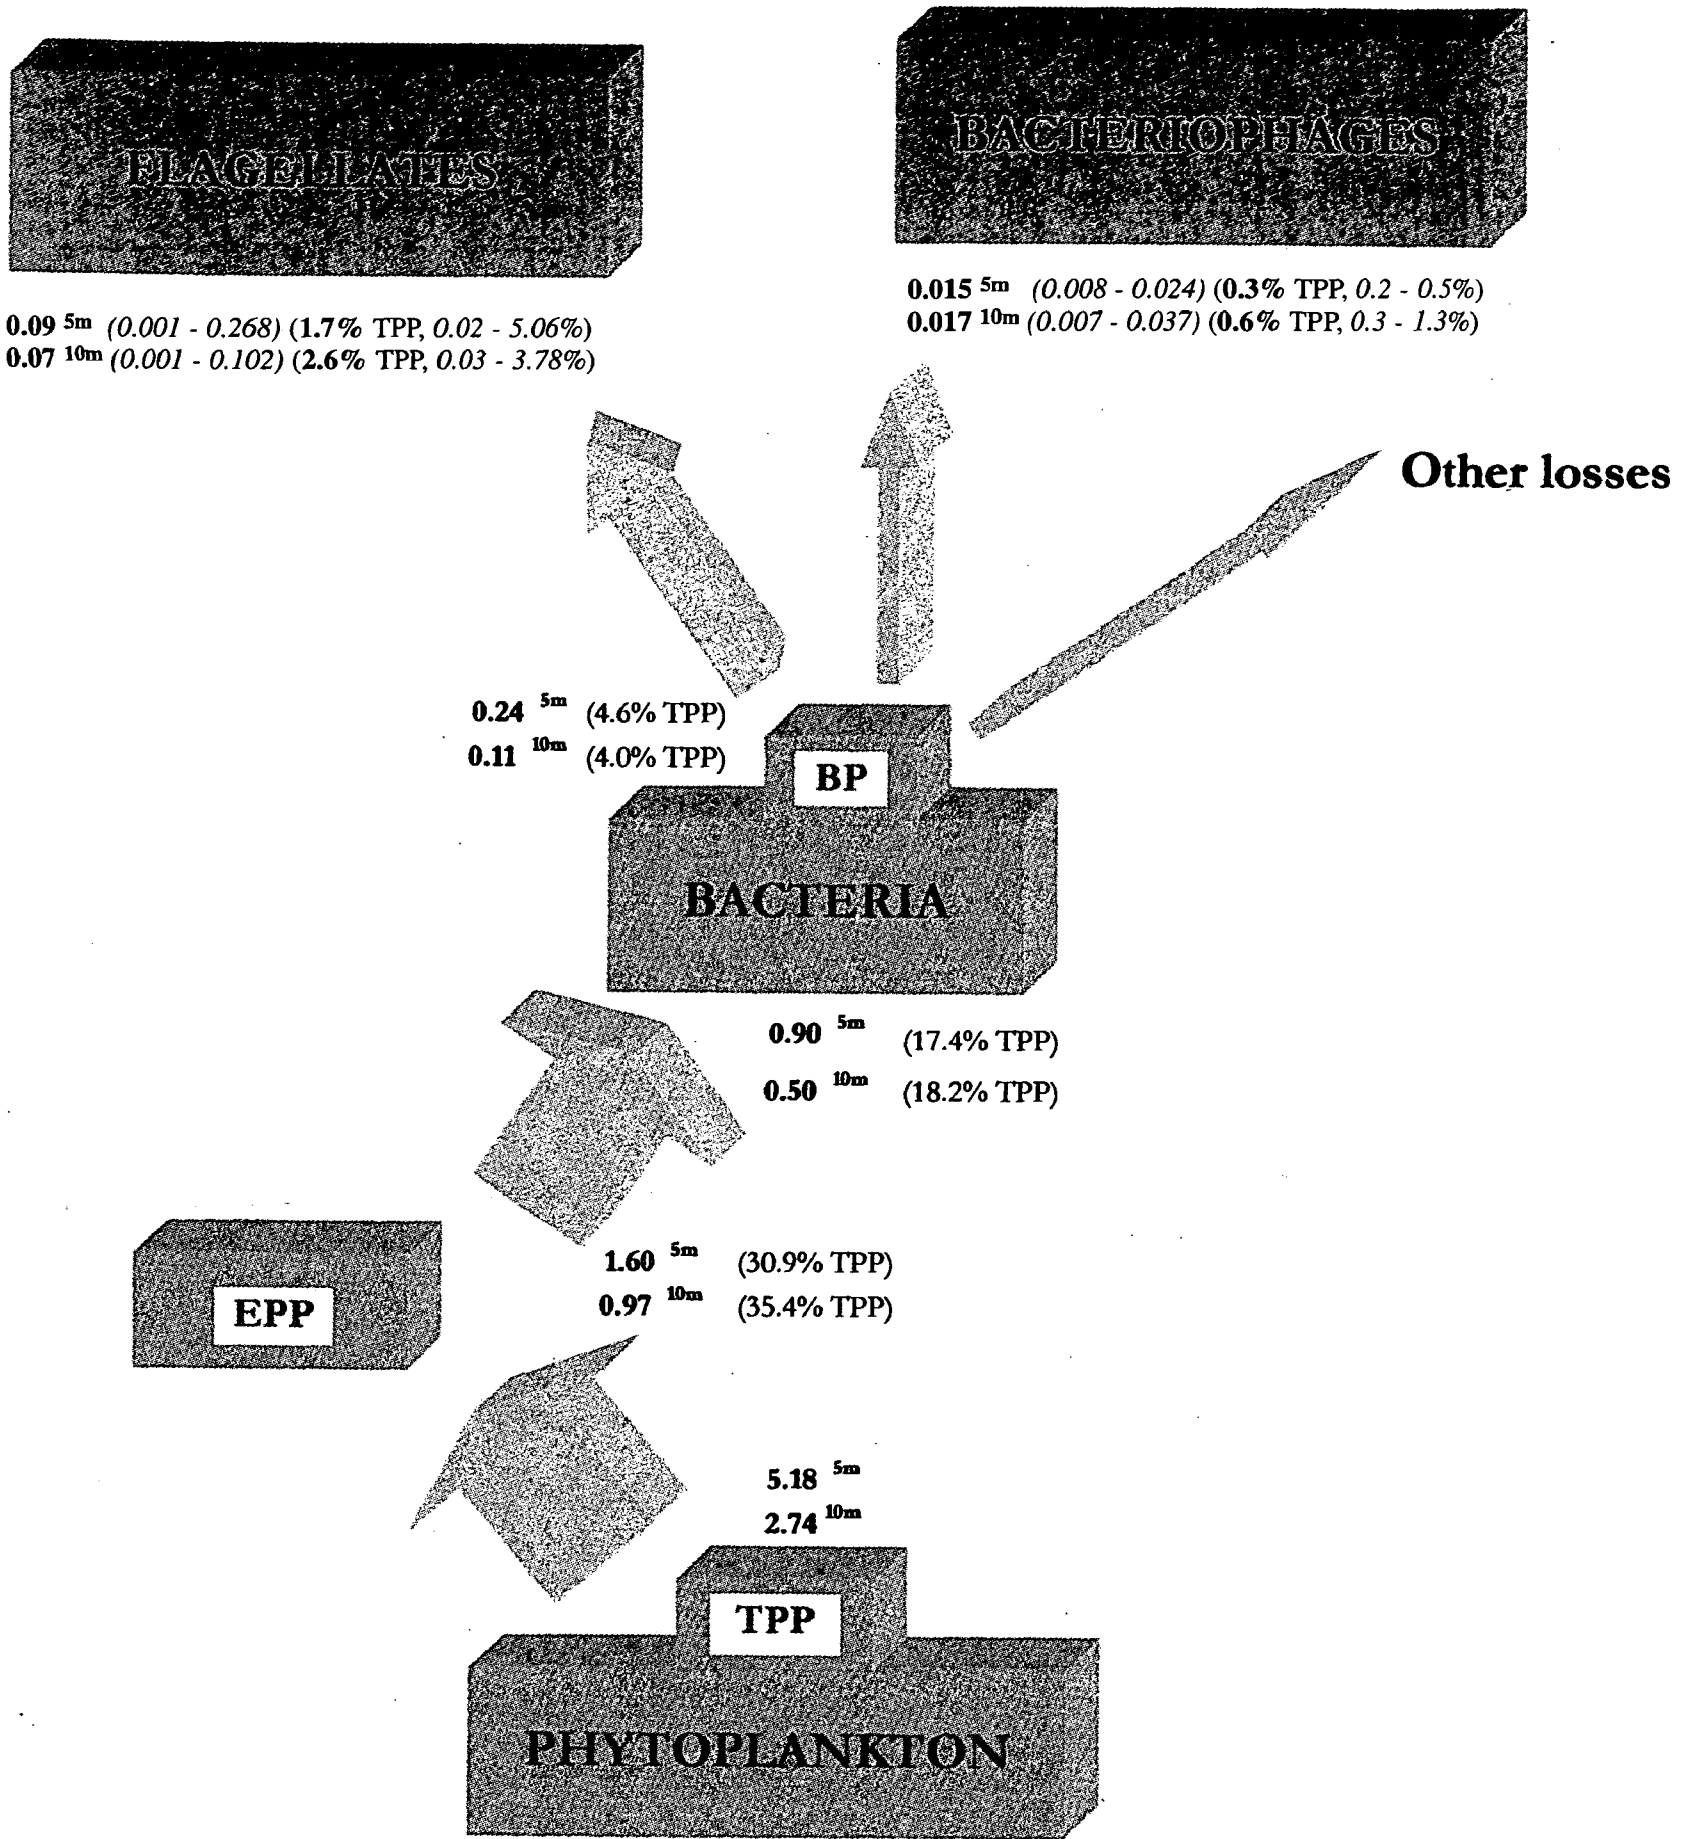 FLAGELLATES
BACTERIOPHAGES
0.015 5m (0.008 - 0.024) (0.3% TPP, 0.2 - 0.5%)
0.017 10m (0.007 - 0.037) (0.6% TPP, 0.3 - 1.3%)
0.09 5m (0.001 - 0.268) (1.7% TPP, 0.02 - 5.06%)
0.07 10m (0.001 - 0.102) (2.6% TPP, 0.03 - 3.78%)
Other losses
0.24 5m (4.6% TPP)
0.11 10m (4.0% TPP)
BP
BACTERIA
0.90 5m (17.4% TPP)
0.50 10m (18.2% TPP)
1.60 5m (30.9% TPP)
0.97 10m (35.4% TPP)
EPP
5.18 5m
2.74 10m
TPP
PHYTOPLANKTON